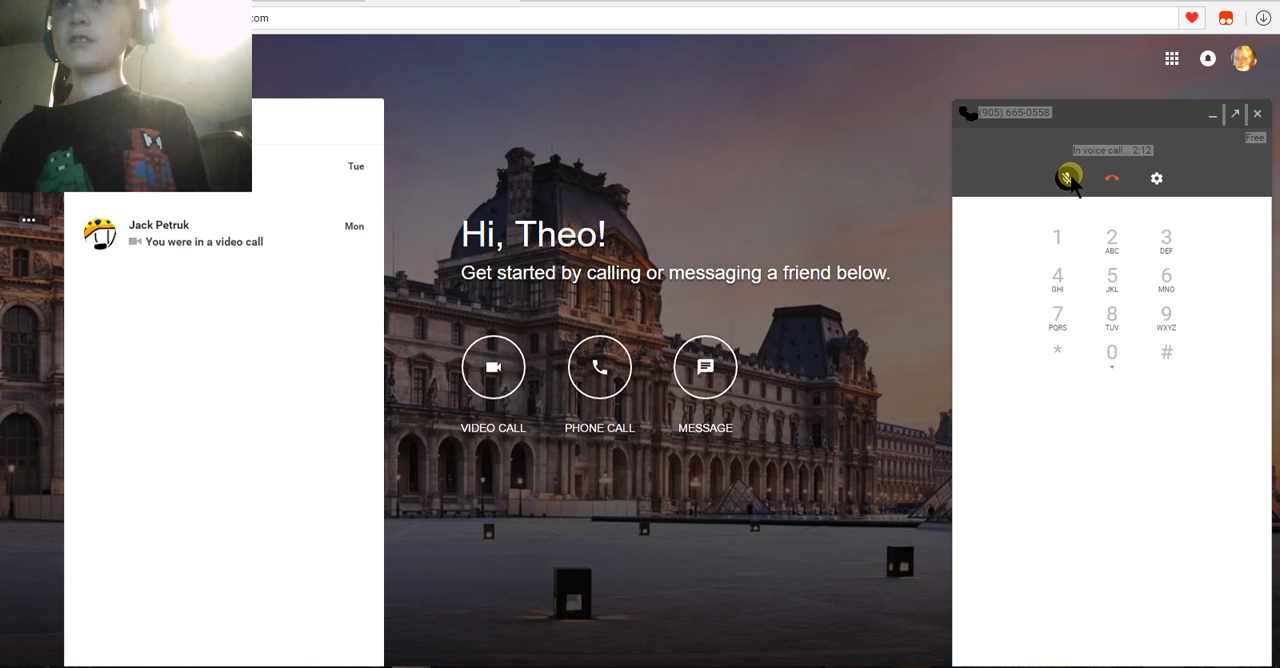 com
(905) 665-0558
Free
In voice call... 2:12
Tue
Jack Petruk
Mon
You were in a video call
Hi, Theo!
Get started by calling or messaging a friend below.
VIDEO CALL
PHONE CALL
MESSAGE
1
2
3
ABC
DEF
4
5
6
GHI
JKL
MNO
7
8
9
PQRS
TUV
WXYZ
*
0
#
+